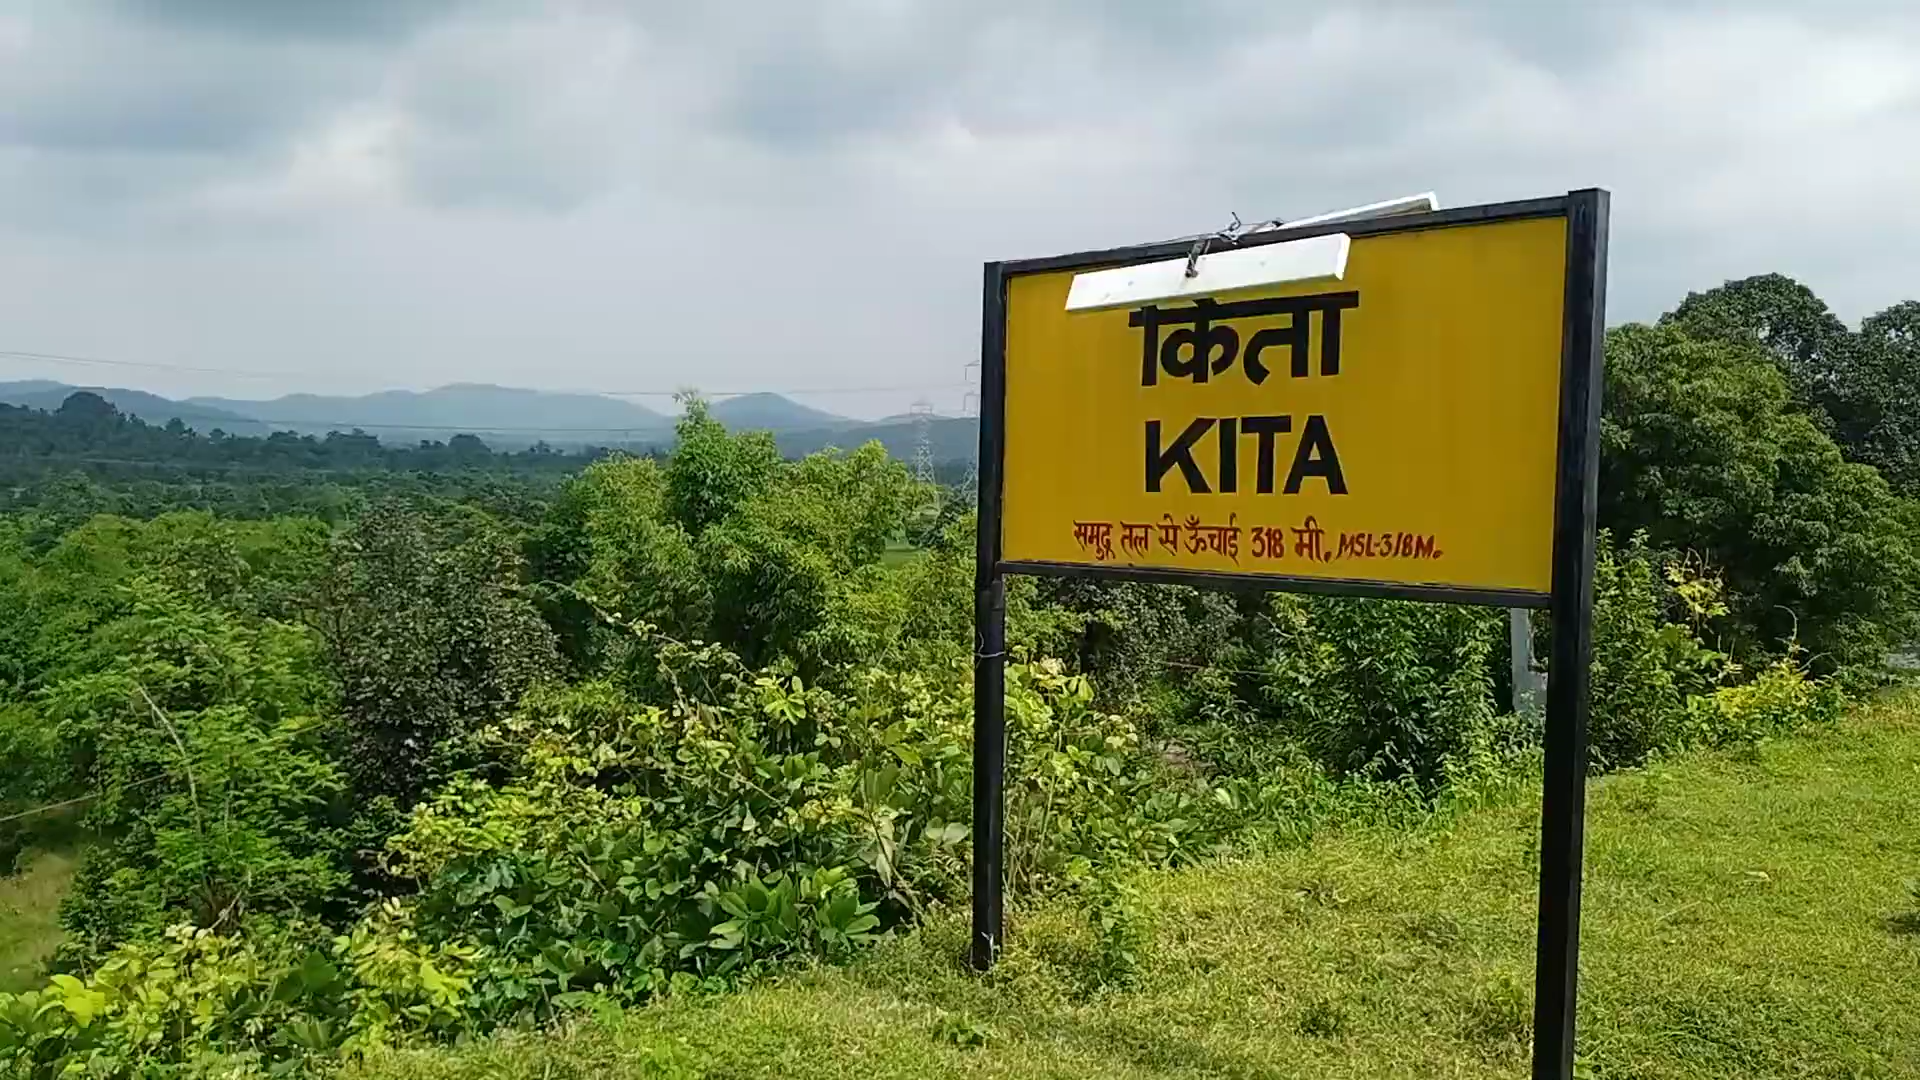 किता
KITA
समुद्र तल से ऊँचाई 318 मी. MSL-318M.